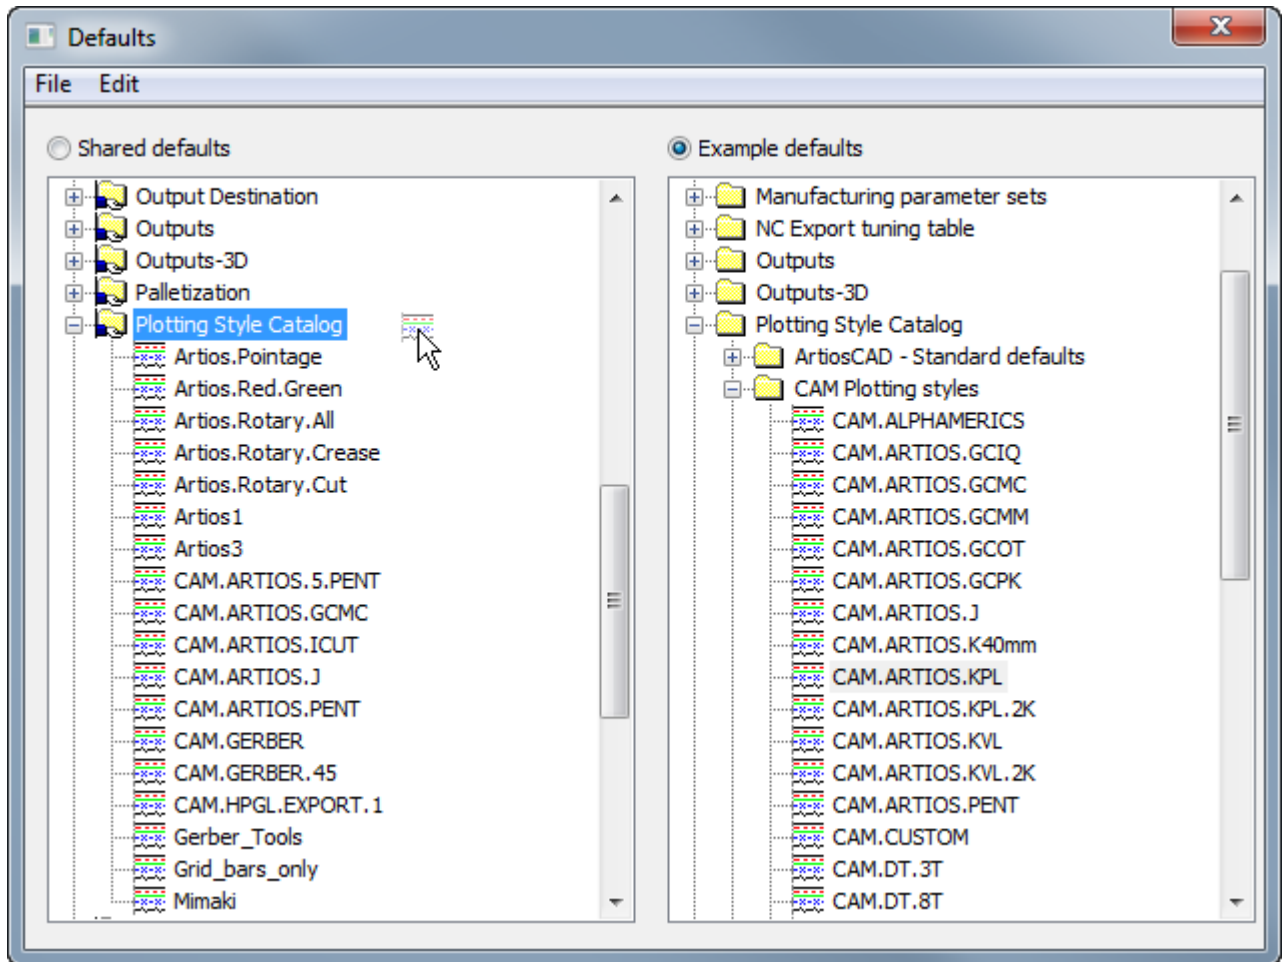 Defaults
File Edit
Shared defaults
Output Destination
Outputs
Outputs-3D
Palletization
Plotting Style Catalog
Artios.Pointage
Artios.Red.Green
Artios.Rotary.All
Artios.Rotary.Crease
Artios.Rotary.Cut
Artios1
Artios3
CAM.ARTIOS.5.PENT
CAM.ARTIOS.GCMC
CAM.ARTIOS.ICUT
CAM.ARTIOS.J
CAM.ARTIOS.PENT
CAM.GERBER
CAM.GERBER.45
CAM.HPGL.EXPORT.1
Gerber_Tools
Grid_bars_only
Mimaki
Example defaults
Manufacturing parameter sets
NC Export tuning table
Outputs
Outputs-3D
Plotting Style Catalog
ArtiosCAD - Standard defaults
CAM Plotting styles
CAM.ALPHAMERICS
CAM.ARTIOS.GCIQ
CAM.ARTIOS.GCMC
CAM.ARTIOS.GCMM
CAM.ARTIOS.GCOT
CAM.ARTIOS.GCPK
CAM.ARTIOS.J
CAM.ARTIOS.K40mm
CAM.ARTIOS.KPL
CAM.ARTIOS.KPL.2K
CAM.ARTIOS.KVL
CAM.ARTIOS.KVL.2K
CAM.ARTIOS.PENT
CAM.CUSTOM
CAM.DT.3T
CAM.DT.8T